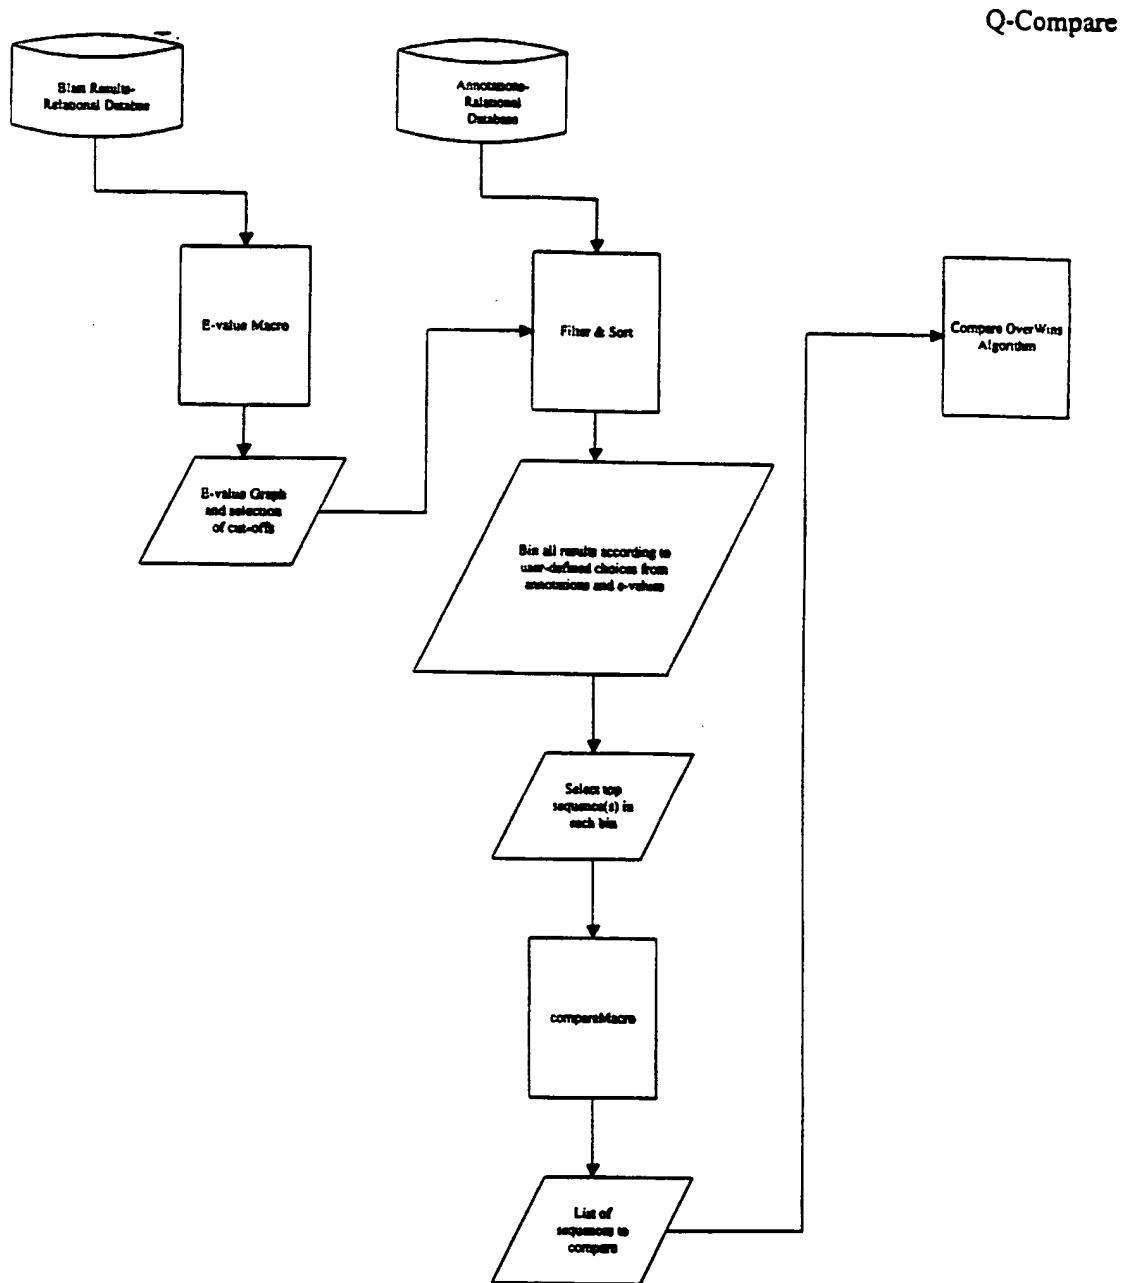 Q-Compare
Blast Results-
Relational Databse
Annotations-
Relational
Database
E-value Macro
Filter & Sort
Compare OverWins
Algorithm
E-value Graph
and selection
of cut-offs
Bin all results according to
user-defined choices from
annotations and e-values
Select top
sequence(s) in
each bin
compareMacro
List of
sequences to
compare